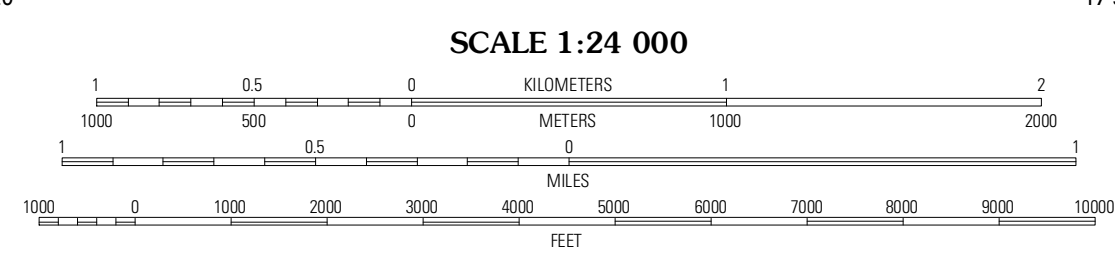 SCALE 1:24 000
1 0.5 0 KILOMETERS 1 2
1000 500 0 METERS 1000 2000
1 0.5 0 1
MILES
1000 0 1000 2000 3000 4000 5000 6000 7000 8000 9000 10000
FEET